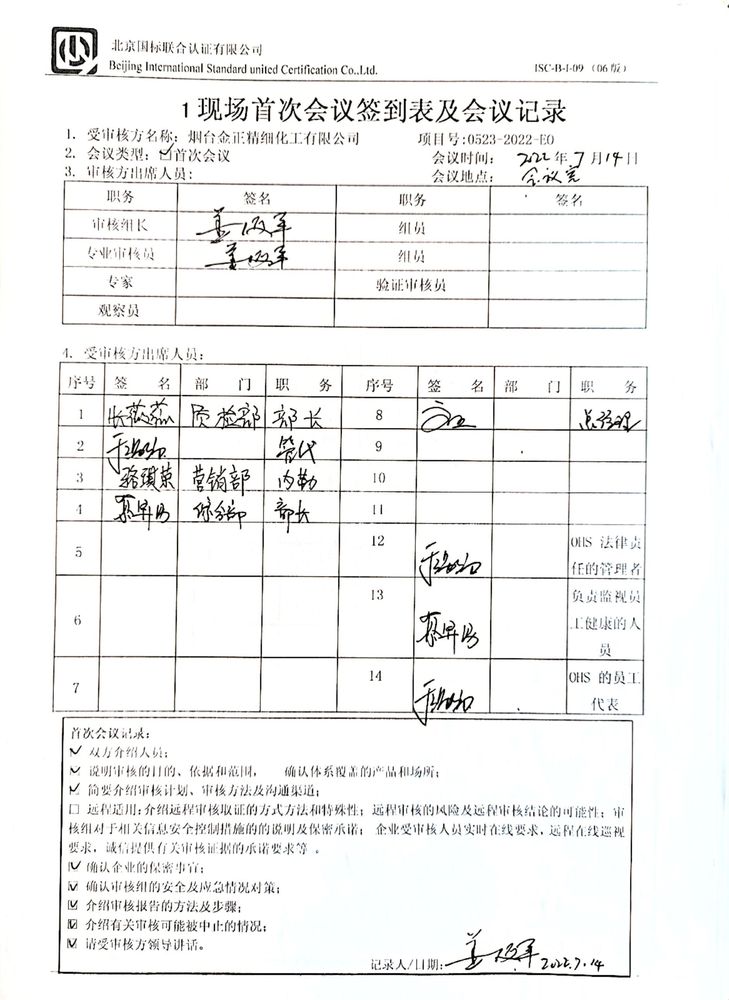 北京国标联合认证有限公司
Beijing International Standard united Certification Co.,Ltd.
ISC-B-I-09 （06版）
1 现场首次会议签到表及会议记录
1. 受审核方名称：烟台金正精细化工有限公司 项目号:0523-2022-EO
2. 会议类型：☑首次会议 会议时间： 2022年7月14日
3. 审核方出席人员： 会议地点： 会议室
职务 签名 职务 签名
审核组长 组员
专业审核员 组员
专家 验证审核员
观察员
4. 受审核方出席人员：
序号 签 名 部 门 职 务 序号 签 名 部 门 职 务
1 张薇薇 质检部 部长 8 总经理
2 管代 9
3 骆琪荣 营销部 内勤 10
4 综合部 部长 11
5 12 OHS 法律责
任的管理者
6 13 负责监视员
工健康的人
员
7 14 OHS 的员工
代表
首次会议记录：
☑ 双方介绍人员；
☑ 说明审核的目的、依据和范围， 确认体系覆盖的产品和场所；
☑ 简要介绍审核计划、审核方法及沟通渠道；
□ 远程适用：介绍远程审核取证的方式方法和特殊性；远程审核的风险及远程审核结论的可能性；审
核组对于相关信息安全控制措施的的说明及保密承诺； 企业受审核人员实时在线要求，远程在线巡视
要求，诚信提供有关审核证据的承诺要求等 。
☑ 确认企业的保密事宜；
☑ 确认审核组的安全及应急情况对策；
☑ 介绍审核报告的方法及步骤；
☑ 介绍有关审核可能被中止的情况；
☑ 请受审核方领导讲话。
记录人/日期： 2022.7.14